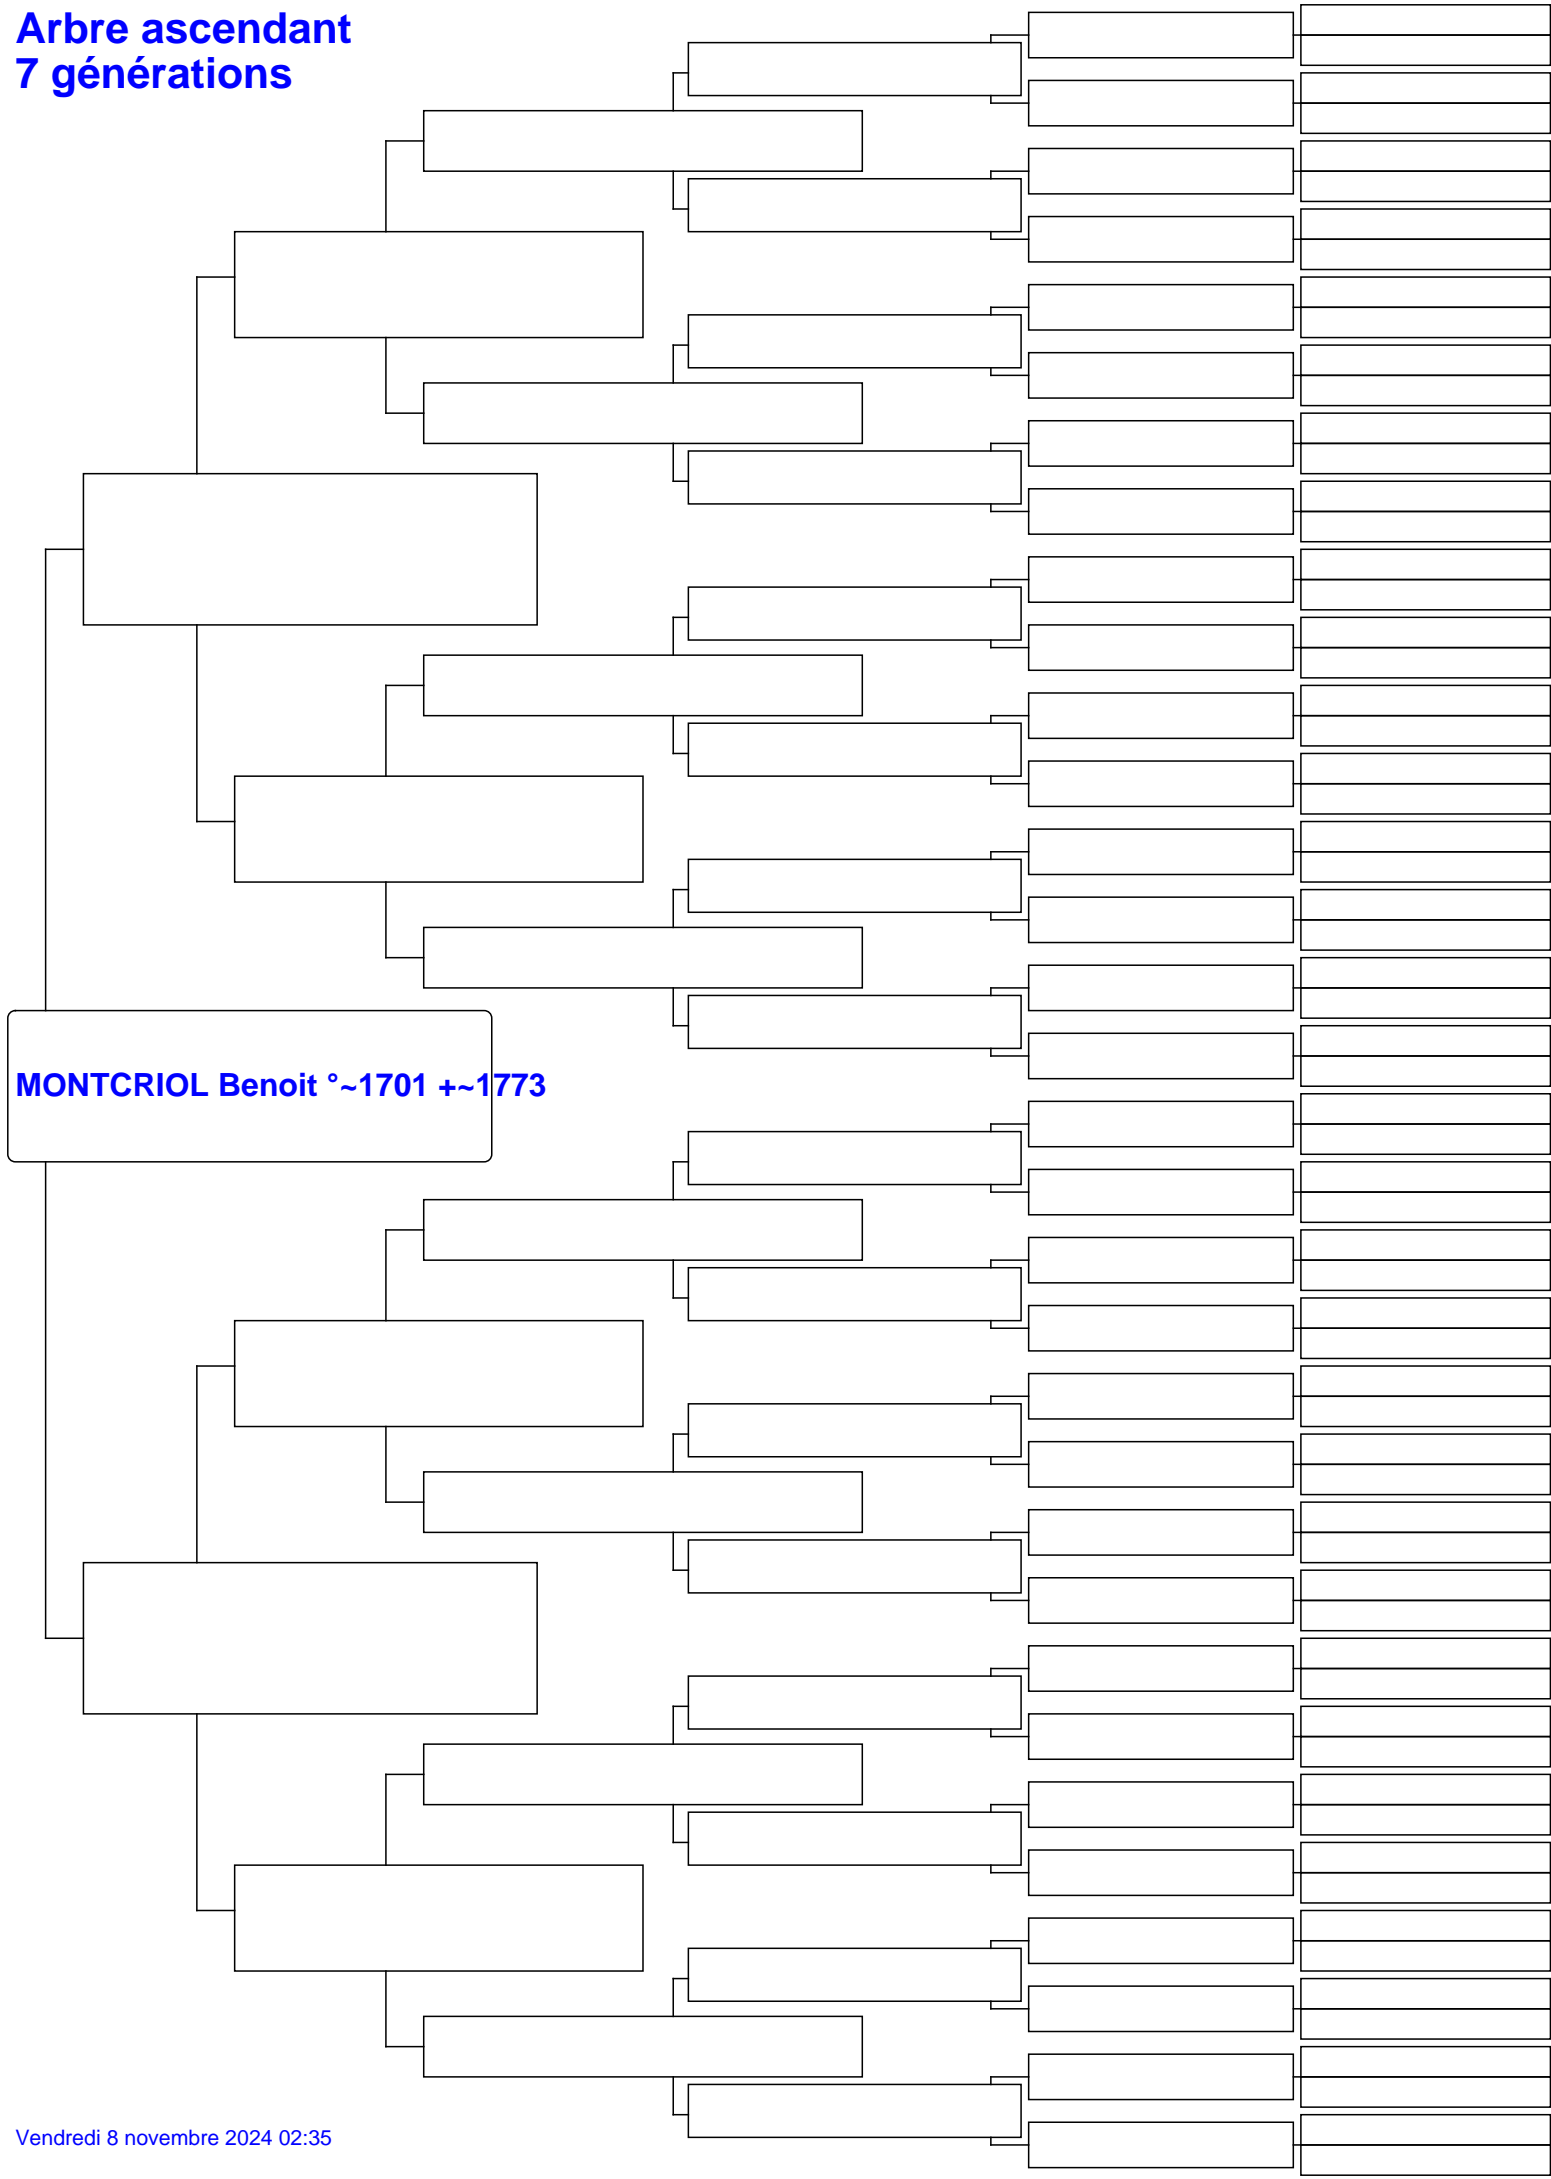 Arbre ascendant
7 générations
MONTCRIOL Benoit °~1701 +~1773
Vendredi 8 novembre 2024 02:35